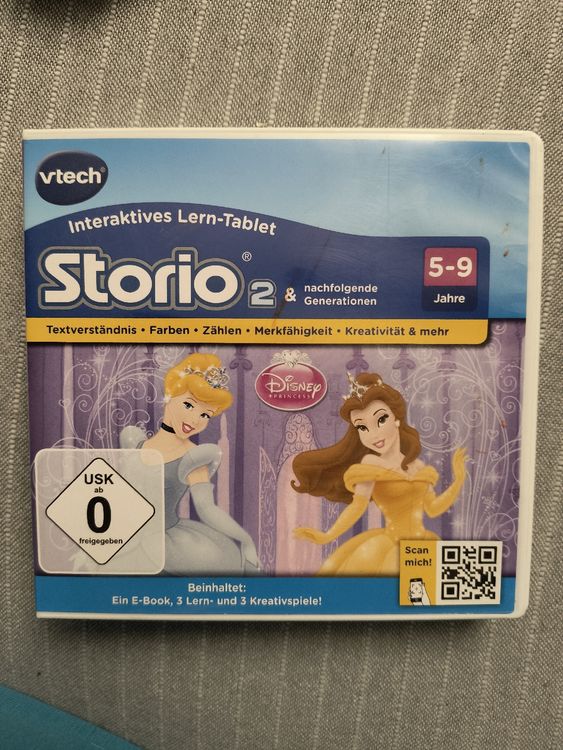 vtech
Interaktives Lern-Tablet
Storio® 2 & nachfolgende
Generationen
5-9
Jahre
Textverständnis • Farben • Zählen • Merkfähigkeit • Kreativität & mehr
Disney
PRINCESS
USK
ab
0
freigegeben
Scan
mich!
Beinhaltet:
Ein E-Book, 3 Lern- und 3 Kreativspiele!